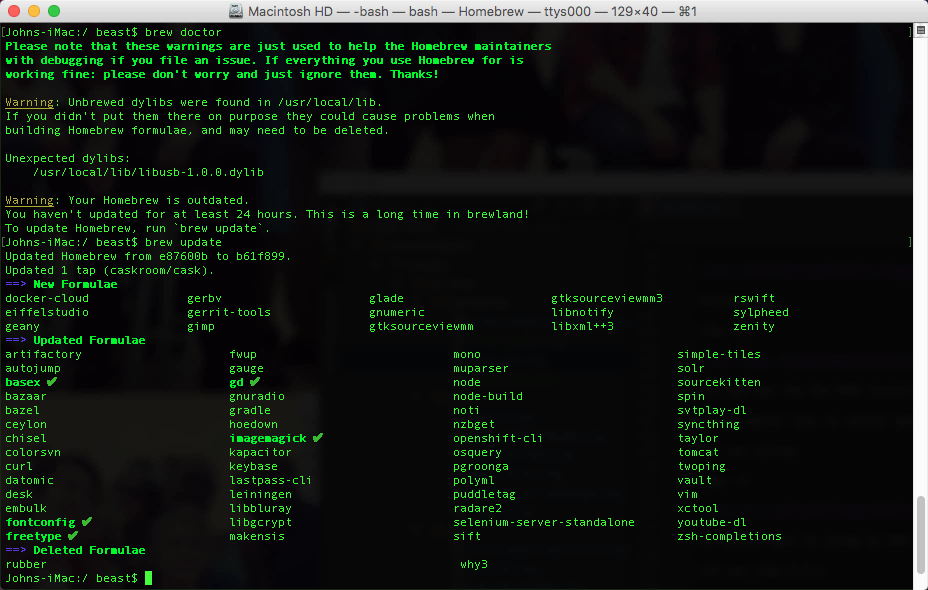 Macintosh HD — -bash — bash — Homebrew — ttys000 — 129×40 — ⌘1
[Johns-iMac:/ beast$ brew doctor ]
Please note that these warnings are just used to help the Homebrew maintainers
with debugging if you file an issue. If everything you use Homebrew for is
working fine: please don't worry and just ignore them. Thanks!
Warning: Unbrewed dylibs were found in /usr/local/lib.
If you didn't put them there on purpose they could cause problems when
building Homebrew formulae, and may need to be deleted.
Unexpected dylibs:
/usr/local/lib/libusb-1.0.0.dylib
Warning: Your Homebrew is outdated.
You haven't updated for at least 24 hours. This is a long time in brewland!
To update Homebrew, run `brew update`.
[Johns-iMac:/ beast$ brew update ]
Updated Homebrew from e87600b to b61f899.
Updated 1 tap (caskroom/cask).
==> New Formulae
docker-cloud gerbv glade gtksourceviewmm3 rswift
eiffelstudio gerrit-tools gnumeric libnotify sylpheed
geany gimp gtksourceviewmm libxml++3 zenity
==> Updated Formulae
artifactory fwup mono simple-tiles
autojump gauge muparser solr
basex ✔ gd ✔ node sourcekitten
bazaar gnuradio node-build spin
bazel gradle noti svtplay-dl
ceylon hoedown nzbget syncthing
chisel imagemagick ✔ openshift-cli taylor
colorsvn kapacitor osquery tomcat
curl keybase pgroonga twoping
datomic lastpass-cli polyml vault
desk leiningen puddletag vim
embulk libbluray radare2 xctool
fontconfig ✔ libgcrypt selenium-server-standalone youtube-dl
freetype ✔ makensis sift zsh-completions
==> Deleted Formulae
rubber why3
Johns-iMac:/ beast$